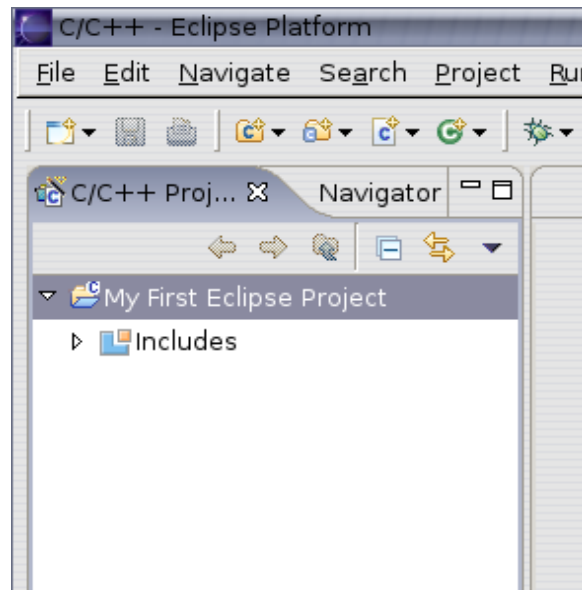 C/C++ - Eclipse Platform
File Edit Navigate Search Project
C/C++ Proj... Navigator
My First Eclipse Project
Includes